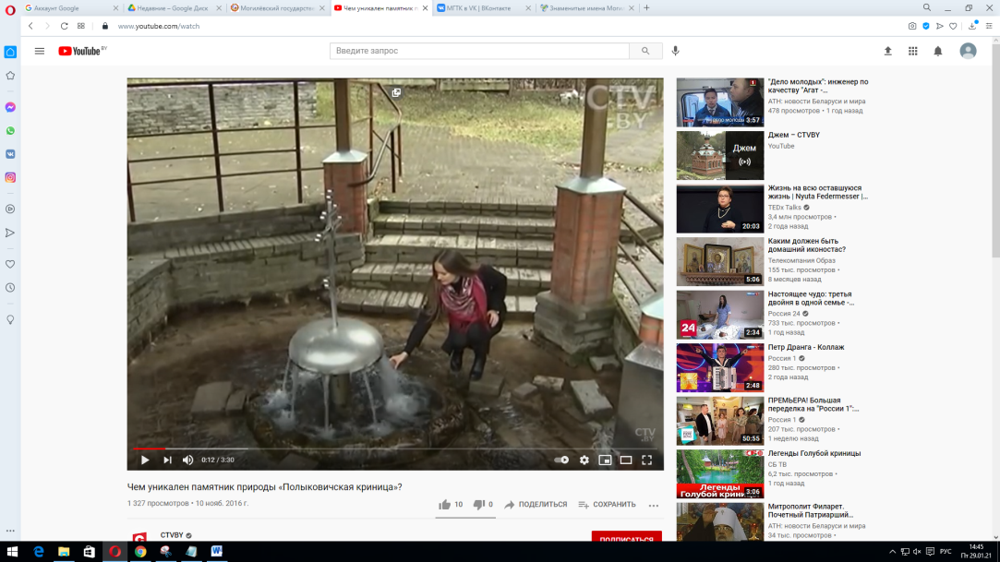 Аккаунт Google
Недавние – Google Диск
Могилёвский государствен
Чем уникален памятник п
МГТК в VK | ВКонтакте
Знаменитые имена Моги
www.youtube.com/watch
YouTube BY
Введите запрос
CTV
.BY
CTV
BY
0:12 / 3:30
Чем уникален памятник природы «Полыковичская криница»?
1 327 просмотров • 10 нояб. 2016 г.
10
0
ПОДЕЛИТЬСЯ
СОХРАНИТЬ
CTVBY
ПОДПИСАТЬСЯ
3:57
"Дело молодых": инженер по
качеству "Агат -...
АТН: новости Беларуси и мира
478 просмотров • 1 год назад
Джем
Джем – CTVBY
YouTube
20:03
Жизнь на всю оставшуюся
жизнь | Nyuta Federmesser |...
TEDx Talks
3,4 млн просмотров •
2 года назад
5:06
Каким должен быть
домашний иконостас?
Телекомпания Образ
155 тыс. просмотров •
8 месяцев назад
24
2:34
Настоящее чудо: третья
двойня в одной семье -...
Россия 24
733 тыс. просмотров •
1 год назад
2:48
Петр Дранга - Коллаж
Россия 1
280 тыс. просмотров •
2 года назад
50:55
ПРЕМЬЕРА! Большая
переделка на "России 1":...
Россия 1
207 тыс. просмотров •
1 неделю назад
Легенды
Голубой криницы
3:06
Легенды Голубой криницы
СБ ТВ
6,2 тыс. просмотров •
1 год назад
Митрополит Филарет.
Почетный Патриарший...
АТН: новости Беларуси и мира
34 тыс. просмотров •
РУС
14:45
Пт 29.01.21